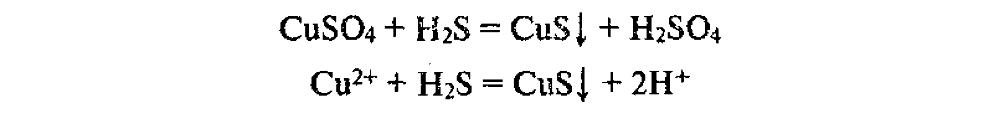 CuSO₄ + H₂S = CuS↓ + H₂SO₄
Cu²⁺ + H₂S = CuS↓ + 2H⁺